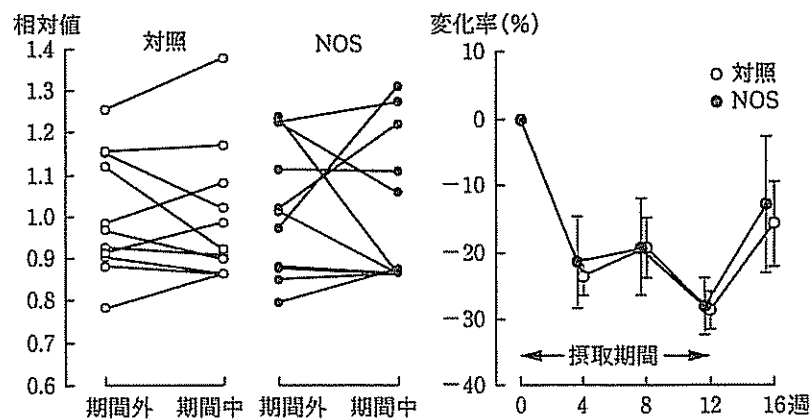 相対値
対照
NOS
1.4
1.3
1.2
1.1
1.0
0.9
0.8
0.7
0.6
期間外 期間中 期間外 期間中
変化率(%)
対照
NOS
10
0
−10
−20
−30
−40
摂取期間
0 4 8 12 16週